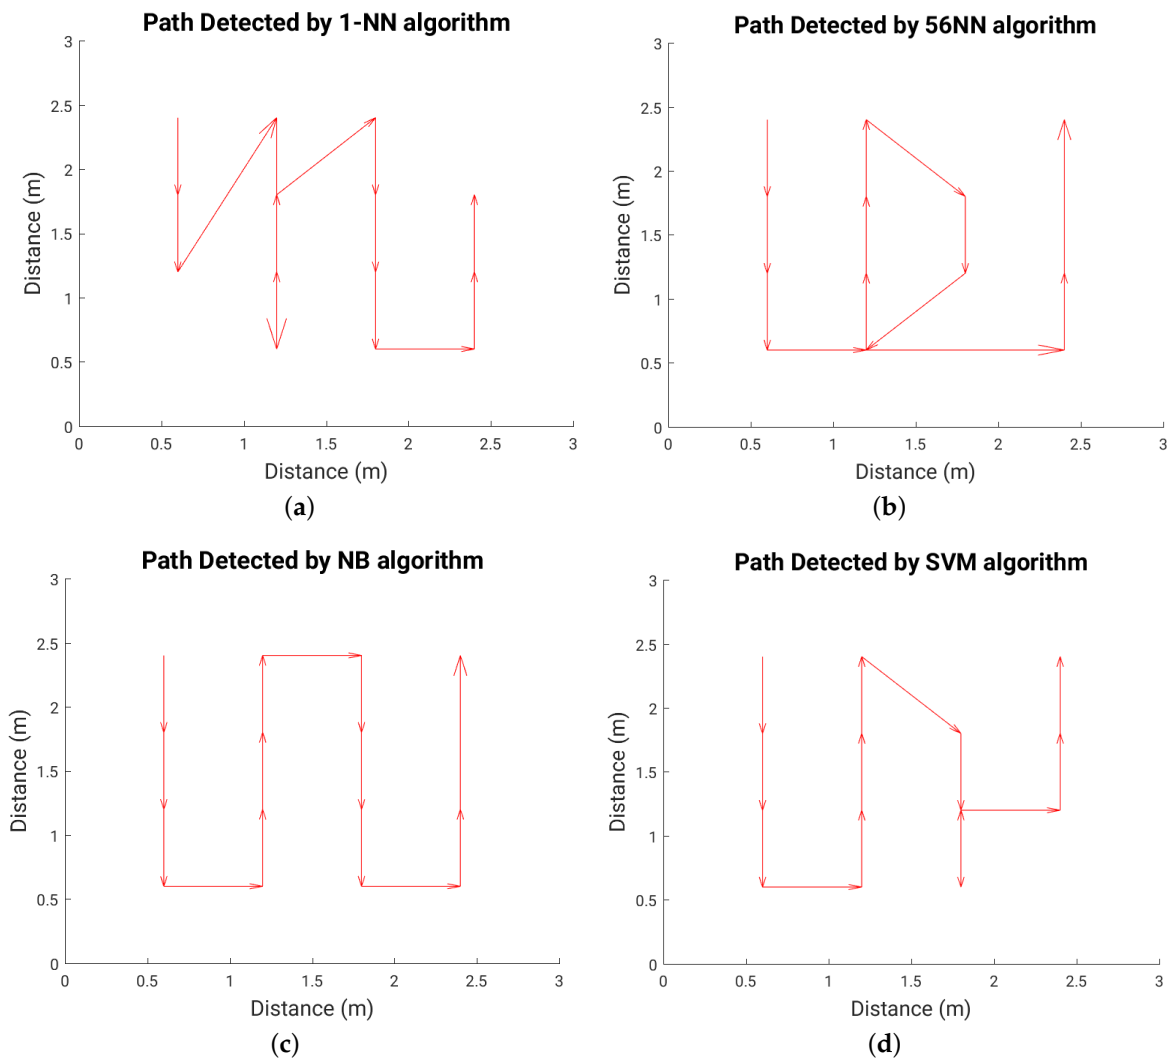 Path Detected by 1-NN algorithm
3
2.5
2
1.5
1
0.5
0
Distance (m)
0 0.5 1 1.5 2 2.5 3
Distance (m)
(a)
Path Detected by 56NN algorithm
3
2.5
2
1.5
1
0.5
0
Distance (m)
0 0.5 1 1.5 2 2.5 3
Distance (m)
(b)
Path Detected by NB algorithm
3
2.5
2
1.5
1
0.5
0
Distance (m)
0 0.5 1 1.5 2 2.5 3
Distance (m)
(c)
Path Detected by SVM algorithm
3
2.5
2
1.5
1
0.5
0
Distance (m)
0 0.5 1 1.5 2 2.5 3
Distance (m)
(d)